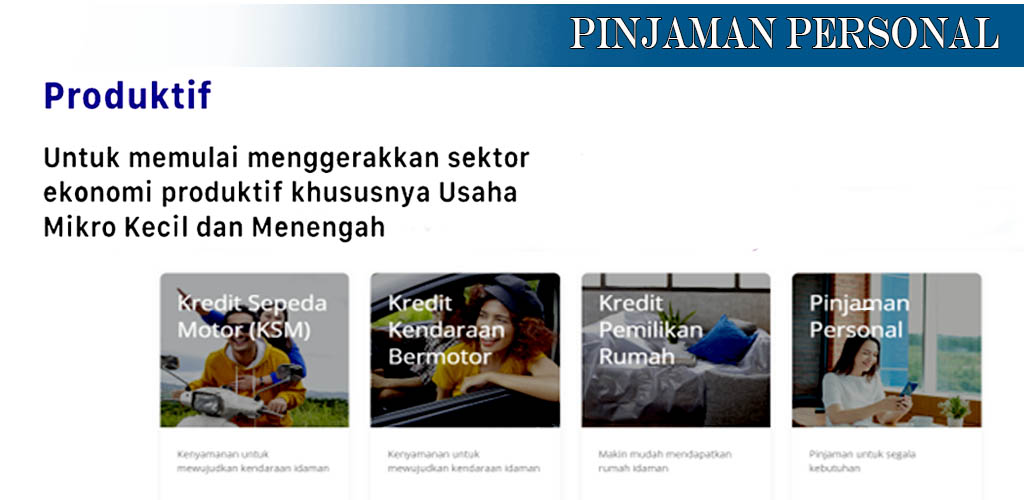 PINJAMAN PERSONAL
Produktif
Untuk memulai menggerakkan sektor
ekonomi produktif khususnya Usaha
Mikro Kecil dan Menengah
Kredit Sepeda
Motor (KSM)
Kenyamanan untuk
mewujudkan kendaraan idaman
Kredit
Kendaraan
Bermotor
Kenyamanan untuk
mewujudkan kendaraan idaman
Kredit
Pemilikan
Rumah
Makin mudah mendapatkan
rumah idaman
Pinjaman
Personal
Pinjaman untuk segala
kebutuhan